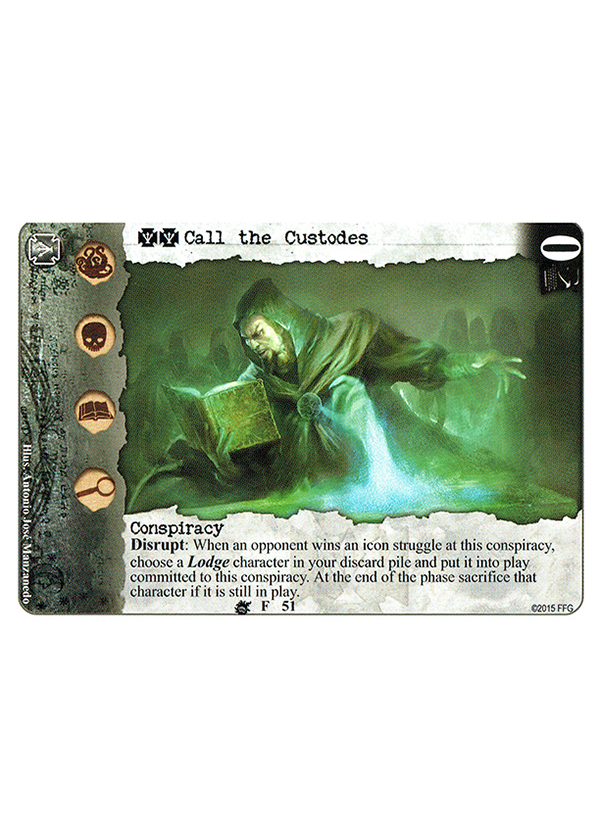 Call the Custodes
0
Conspiracy
Disrupt: When an opponent wins an icon struggle at this conspiracy,
choose a Lodge character in your discard pile and put it into play
committed to this conspiracy. At the end of the phase sacrifice that
character if it is still in play.
F 51
©2015 FFG
Illus. Antonio José Manzanedo